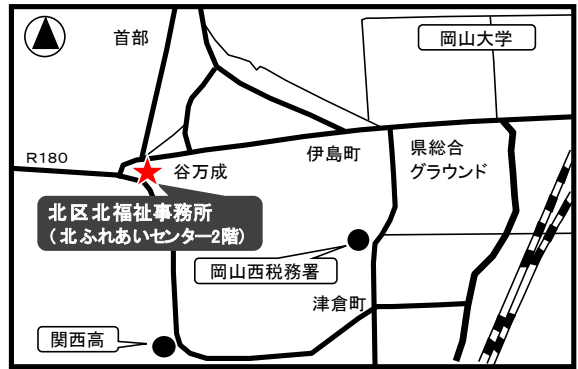 首部
岡山大学
R180
谷万成
伊島町
県総合
グラウンド
北区北福祉事務所
(北ふれあいセンター2階)
岡山西税務署
津倉町
関西高